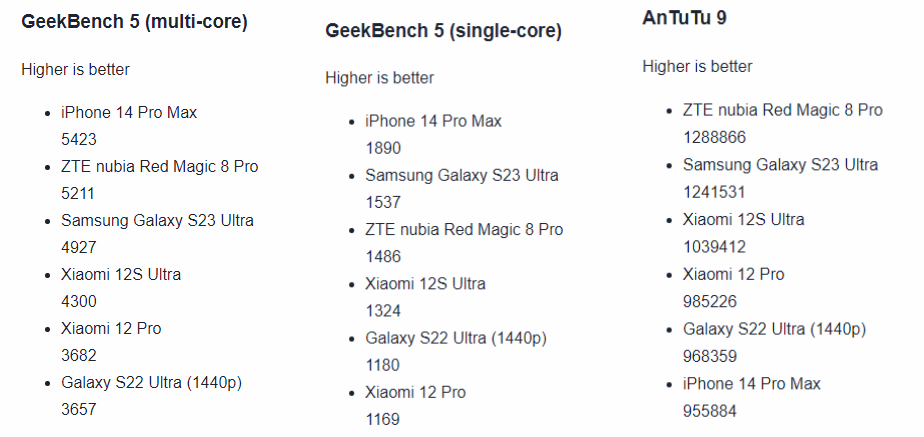 GeekBench 5 (multi-core)
Higher is better
iPhone 14 Pro Max
5423
ZTE nubia Red Magic 8 Pro
5211
Samsung Galaxy S23 Ultra
4927
Xiaomi 12S Ultra
4300
Xiaomi 12 Pro
3682
Galaxy S22 Ultra (1440p)
3657
GeekBench 5 (single-core)
Higher is better
iPhone 14 Pro Max
1890
Samsung Galaxy S23 Ultra
1537
ZTE nubia Red Magic 8 Pro
1486
Xiaomi 12S Ultra
1324
Galaxy S22 Ultra (1440p)
1180
Xiaomi 12 Pro
1169
AnTuTu 9
Higher is better
ZTE nubia Red Magic 8 Pro
1288866
Samsung Galaxy S23 Ultra
1241531
Xiaomi 12S Ultra
1039412
Xiaomi 12 Pro
985226
Galaxy S22 Ultra (1440p)
968359
iPhone 14 Pro Max
955884